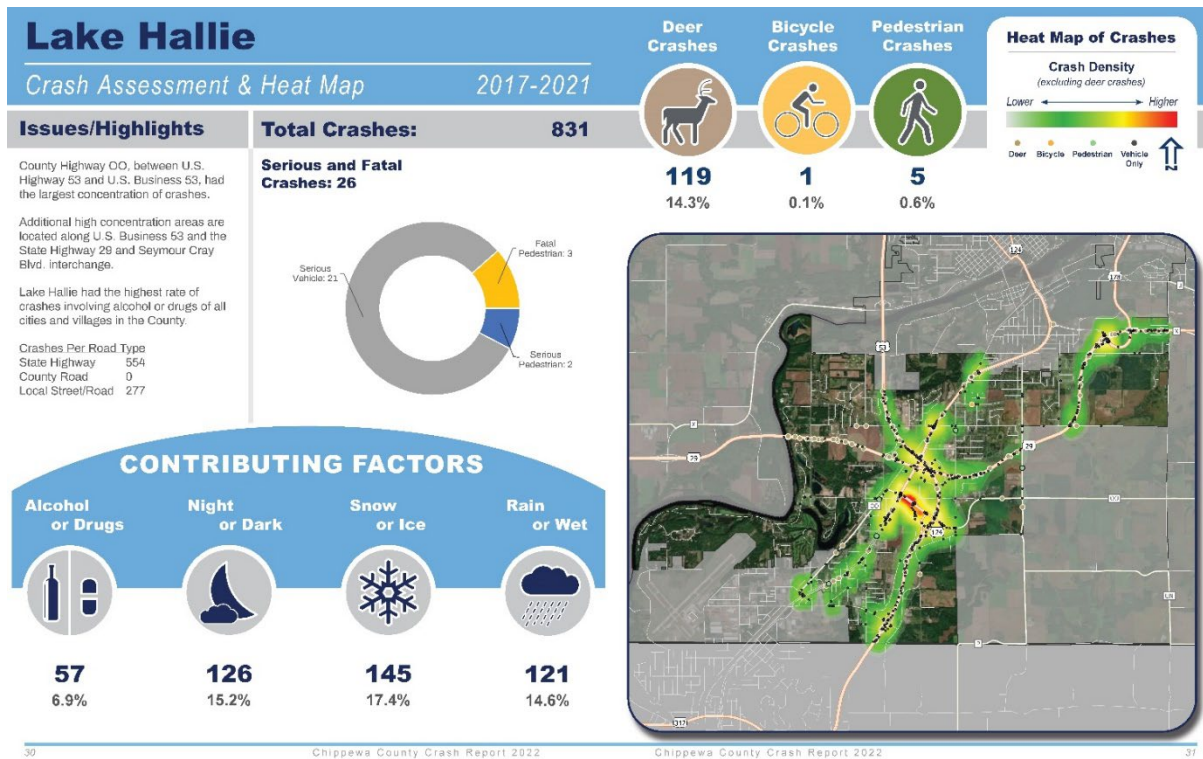 Lake Hallie
Crash Assessment & Heat Map 2017-2021
Issues/Highlights
County Highway OO, between U.S.
Highway 53 and U.S. Business 53, had
the largest concentration of crashes.
Additional high concentration areas are
located along U.S. Business 53 and the
State Highway 29 and Seymour Cray
Blvd. interchange.
Lake Hallie had the highest rate of
crashes involving alcohol or drugs of all
cities and villages in the County.
Crashes Per Road Type
State Highway 554
County Road 0
Local Street/Road 277
Total Crashes: 831
Serious and Fatal
Crashes: 26
Fatal
Pedestrian: 3
Serious
Vehicle: 21
Serious
Pedestrian: 2
CONTRIBUTING FACTORS
Alcohol
or Drugs
57
6.9%
Night
or Dark
126
15.2%
Snow
or Ice
145
17.4%
Rain
or Wet
121
14.6%
30
Chippewa County Crash Report 2022
Deer
Crashes
119
14.3%
Bicycle
Crashes
1
0.1%
Pedestrian
Crashes
5
0.6%
Heat Map of Crashes
Crash Density
(excluding deer crashes)
Lower Higher
Deer
Bicycle
Pedestrian
Vehicle
Only
N
124
178
53
29
29
OO
Chippewa County Crash Report 2022
31